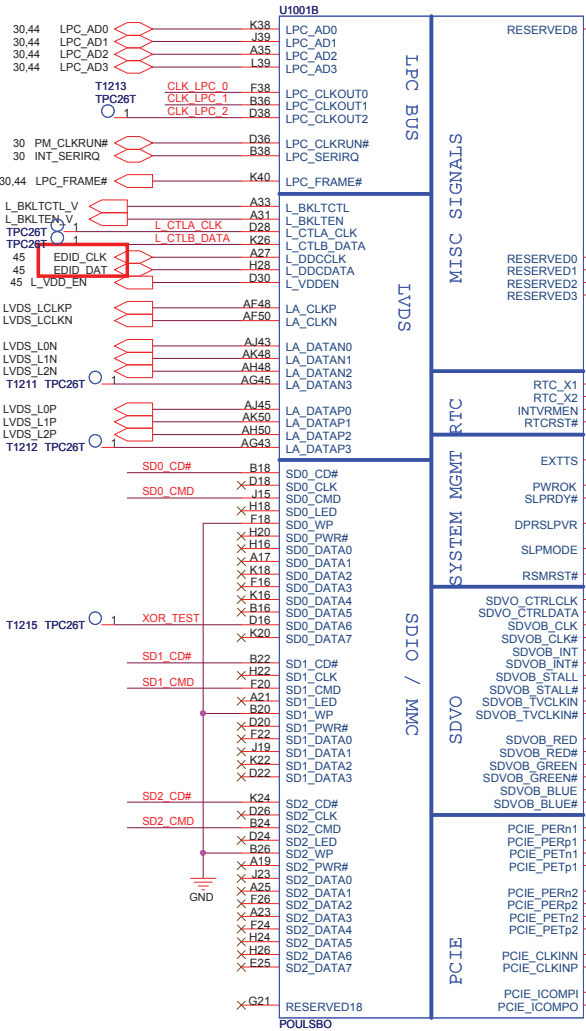 U1001B
30,44 LPC_AD0 K38 LPC_AD0 RESERVED8
30,44 LPC_AD1 J39 LPC_AD1
30,44 LPC_AD2 A35 LPC_AD2
30,44 LPC_AD3 L39 LPC_AD3
LPC BUS
T1213 CLK_LPC_0 F38 LPC_CLKOUT0
TPC26T CLK_LPC_1 B36 LPC_CLKOUT1
1 CLK_LPC_2 D38 LPC_CLKOUT2
30 PM_CLKRUN# D36 LPC_CLKRUN#
30 INT_SERIRQ B38 LPC_SERIRQ
30,44 LPC_FRAME# K40 LPC_FRAME#
MISC SIGNALS
L_BKLTCTL_V A33 L_BKLTCTL
L_BKLTEN_V A31 L_BKLTEN
TPC26T 1 L_CTLA_CLK D28 L_CTLA_CLK
TPC26T 1 L_CTLB_DATA K26 L_CTLB_DATA
45 EDID_CLK A27 L_DDCCLK RESERVED0
45 EDID_DAT H28 L_DDCDATA RESERVED1
45 L_VDD_EN D30 L_VDDEN RESERVED2
RESERVED3
LVDS
LVDS_LCLKP AF48 LA_CLKP
LVDS_LCLKN AF50 LA_CLKN
LVDS_L0N AJ43 LA_DATAN0
LVDS_L1N AK48 LA_DATAN1
LVDS_L2N AH48 LA_DATAN2
T1211 TPC26T 1 AG45 LA_DATAN3
RTC
RTC_X1
RTC_X2
INTVRMEN
RTCRST#
LVDS_L0P AJ45 LA_DATAP0
LVDS_L1P AK50 LA_DATAP1
LVDS_L2P AH50 LA_DATAP2
T1212 TPC26T 1 AG43 LA_DATAP3
SYSTEM MGMT
EXTTS
PWROK
SLPRDY#
DPRSLPVR
SLPMODE
RSMRST#
SD0_CD# B18 SD0_CD#
D18 SD0_CLK
SD0_CMD J15 SD0_CMD
H18 SD0_LED
F18 SD0_WP
H20 SD0_PWR#
H16 SD0_DATA0
A17 SD0_DATA1
K18 SD0_DATA2
F16 SD0_DATA3
K16 SD0_DATA4
B16 SD0_DATA5
T1215 TPC26T 1 XOR_TEST D16 SD0_DATA6
K20 SD0_DATA7
SDIO / MMC
SDVO
SDVO_CTRLCLK
SDVO_CTRLDATA
SDVOB_CLK
SDVOB_CLK#
SDVOB_INT
SDVOB_INT#
SDVOB_STALL
SDVOB_STALL#
SDVOB_TVCLKIN
SDVOB_TVCLKIN#
SDVOB_RED
SDVOB_RED#
SDVOB_GREEN
SDVOB_GREEN#
SDVOB_BLUE
SDVOB_BLUE#
SD1_CD# B22 SD1_CD#
H22 SD1_CLK
SD1_CMD F20 SD1_CMD
A21 SD1_LED
B20 SD1_WP
D20 SD1_PWR#
F22 SD1_DATA0
J19 SD1_DATA1
K22 SD1_DATA2
D22 SD1_DATA3
SD2_CD# K24 SD2_CD#
D26 SD2_CLK
SD2_CMD B24 SD2_CMD
D24 SD2_LED
B26 SD2_WP
A19 SD2_PWR#
J23 SD2_DATA0
A25 SD2_DATA1
F26 SD2_DATA2
A23 SD2_DATA3
F24 SD2_DATA4
H24 SD2_DATA5
H26 SD2_DATA6
E25 SD2_DATA7
GND
PCIE
PCIE_PERn1
PCIE_PERp1
PCIE_PETn1
PCIE_PETp1
PCIE_PERn2
PCIE_PERp2
PCIE_PETn2
PCIE_PETp2
PCIE_CLKINN
PCIE_CLKINP
PCIE_ICOMPI
PCIE_ICOMPO
G21 RESERVED18
POULSBO